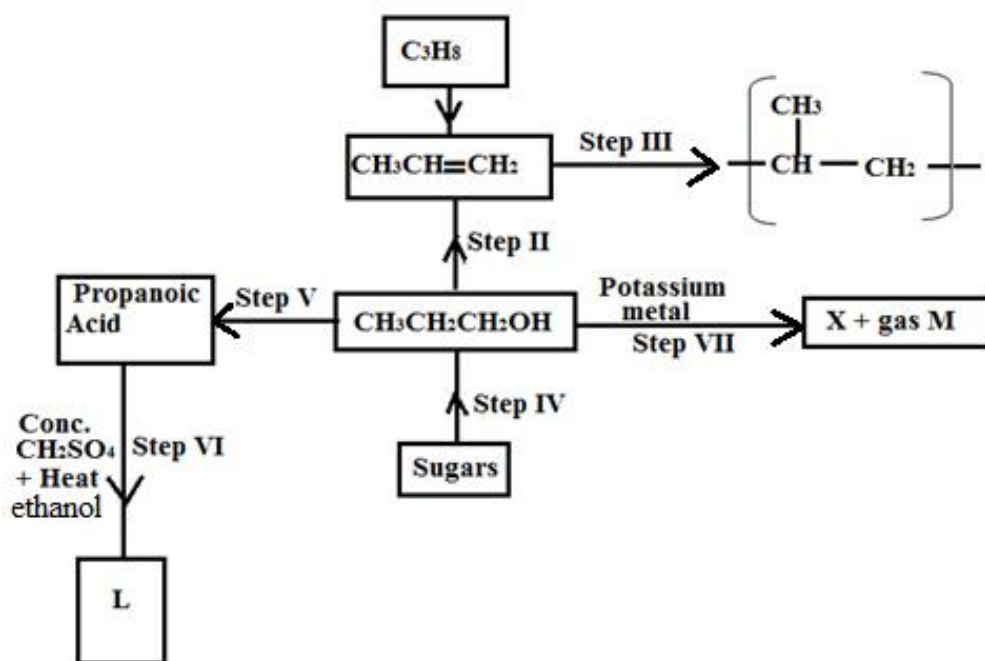 C3H8
CH3CH=CH2
Step III
CH3
CH
CH2
Step II
Propanoic
Acid
Step V
CH3CH2CH2OH
Potassium
metal
Step VII
X + gas M
Conc.
CH2SO4
+ Heat
ethanol
Step VI
Step IV
Sugars
L